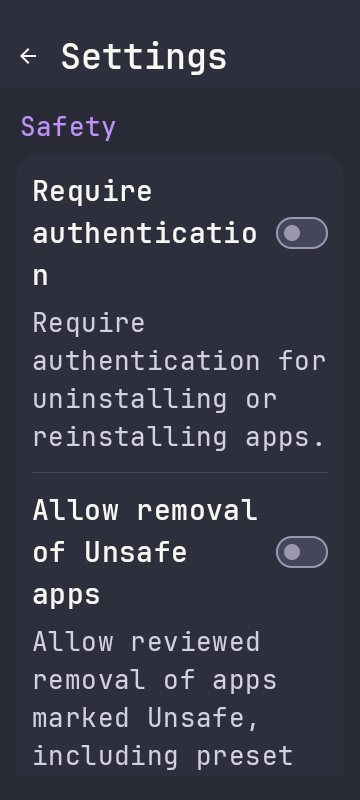 Settings
Safety
Require
authenticatio
n
Require
authentication for
uninstalling or
reinstalling apps.
Allow removal
of Unsafe
apps
Allow reviewed
removal of apps
marked Unsafe,
including preset